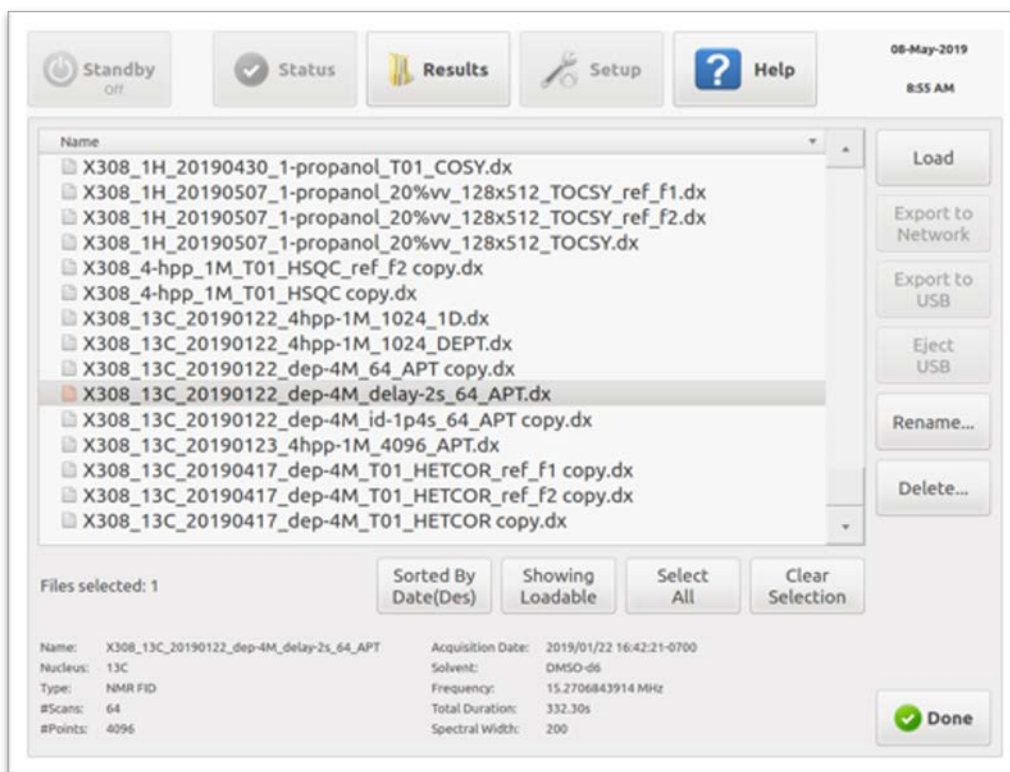 Standby
Off
Status
Results
Setup
? Help
08-May-2019
8:55 AM
Name
X308_1H_20190430_1-propanol_T01_COSY.dx
X308_1H_20190507_1-propanol_20%vv_128x512_TOCSY_ref_f1.dx
X308_1H_20190507_1-propanol_20%vv_128x512_TOCSY_ref_f2.dx
X308_1H_20190507_1-propanol_20%vv_128x512_TOCSY.dx
X308_4-hpp_1M_T01_HSQC_ref_f2 copy.dx
X308_4-hpp_1M_T01_HSQC copy.dx
X308_13C_20190122_4hpp-1M_1024_1D.dx
X308_13C_20190122_4hpp-1M_1024_DEPT.dx
X308_13C_20190122_dep-4M_64_APT copy.dx
X308_13C_20190122_dep-4M_delay-2s_64_APT.dx
X308_13C_20190122_dep-4M_id-1p4s_64_APT copy.dx
X308_13C_20190123_4hpp-1M_4096_APT.dx
X308_13C_20190417_dep-4M_T01_HETCOR_ref_f1 copy.dx
X308_13C_20190417_dep-4M_T01_HETCOR_ref_f2 copy.dx
X308_13C_20190417_dep-4M_T01_HETCOR copy.dx
Load
Export to
Network
Export to
USB
Eject
USB
Rename...
Delete...
Files selected: 1
Sorted By
Date(Des)
Showing
Loadable
Select
All
Clear
Selection
Name: X308_13C_20190122_dep-4M_delay-2s_64_APT
Nucleus: 13C
Type: NMR FID
#Scans: 64
#Points: 4096
Acquisition Date: 2019/01/22 16:42:21-0700
Solvent: DMSO-d6
Frequency: 15.2706843914 MHz
Total Duration: 332.30s
Spectral Width: 200
Done